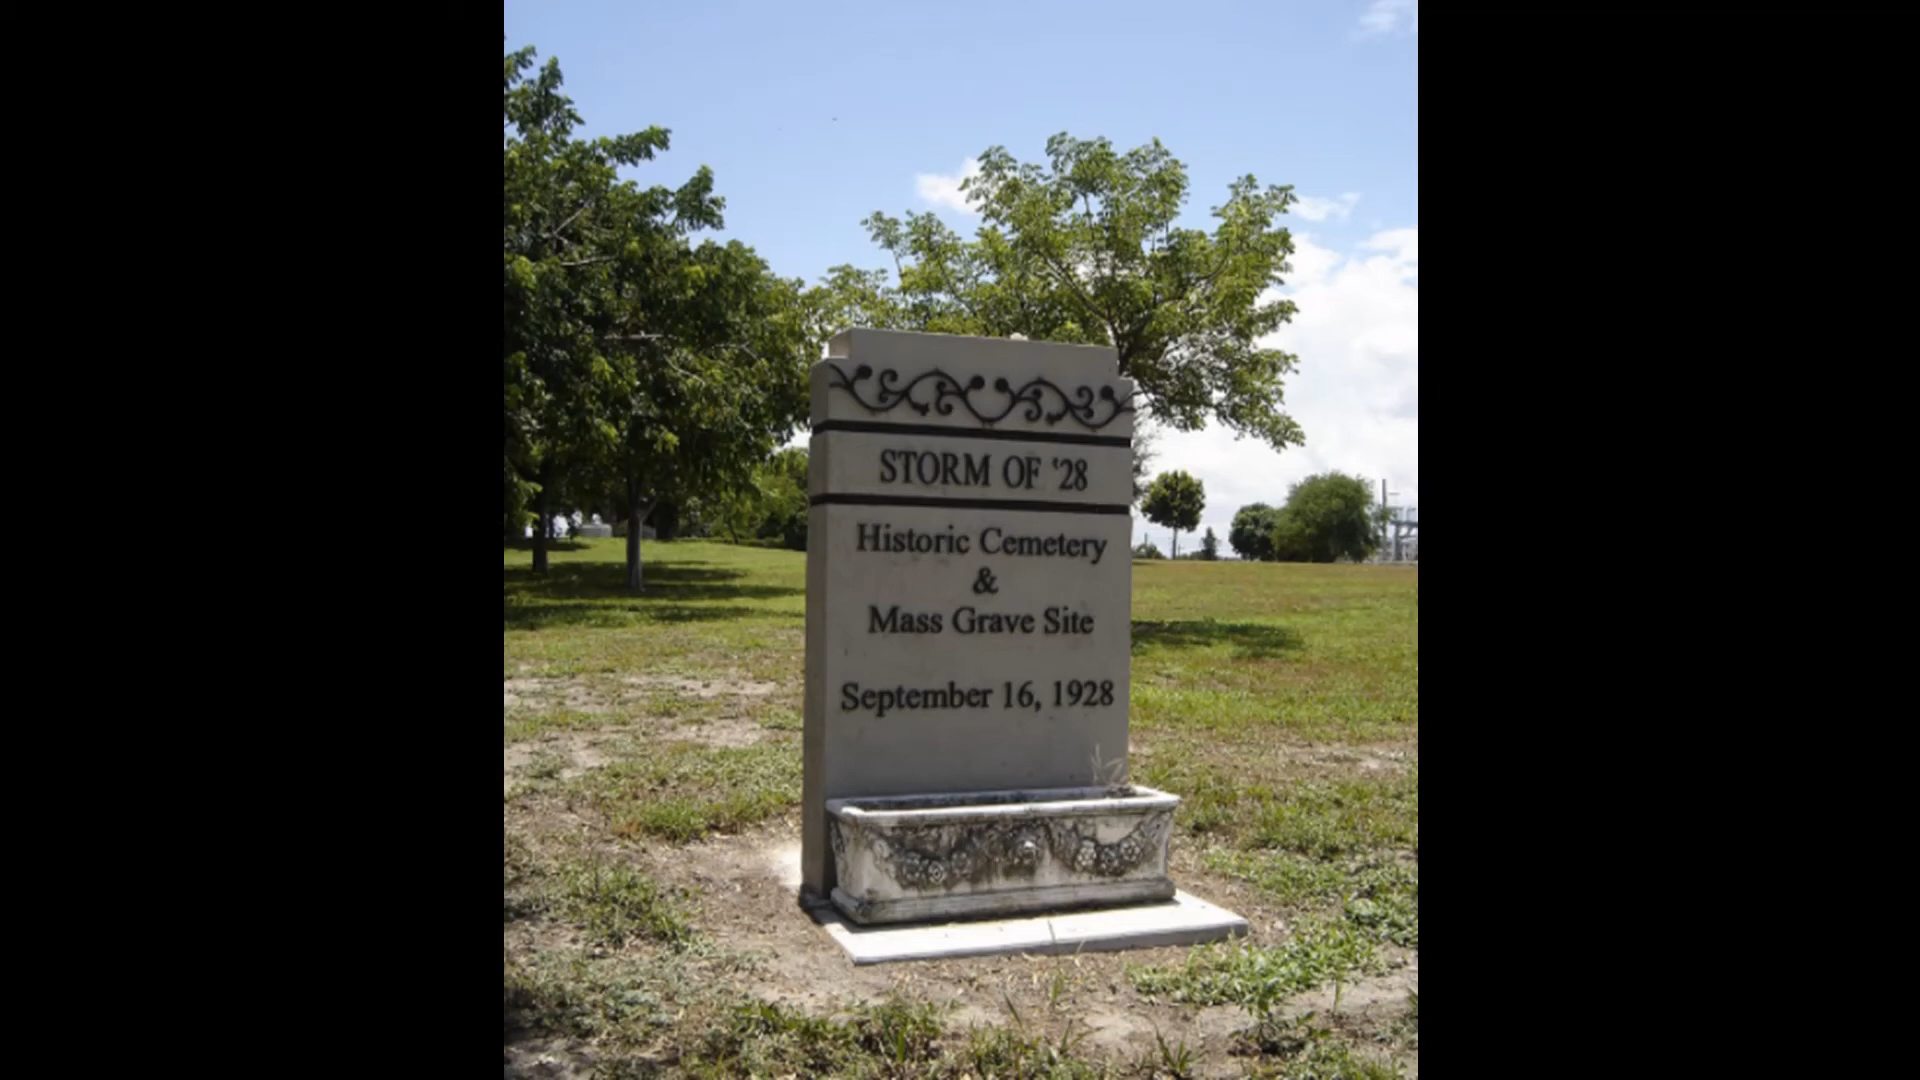 STORM OF '28
Historic Cemetery
&
Mass Grave Site
September 16, 1928